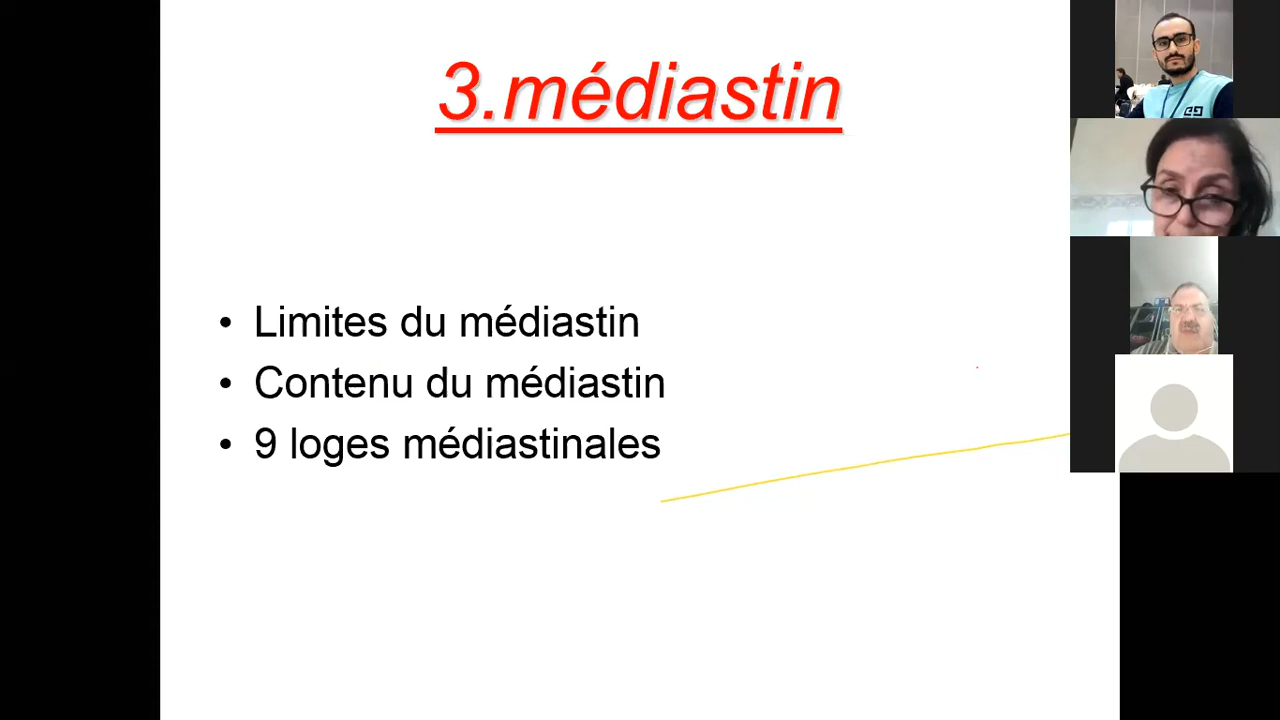 3.médiastin
• Limites du médiastin
• Contenu du médiastin
• 9 loges médiastinales